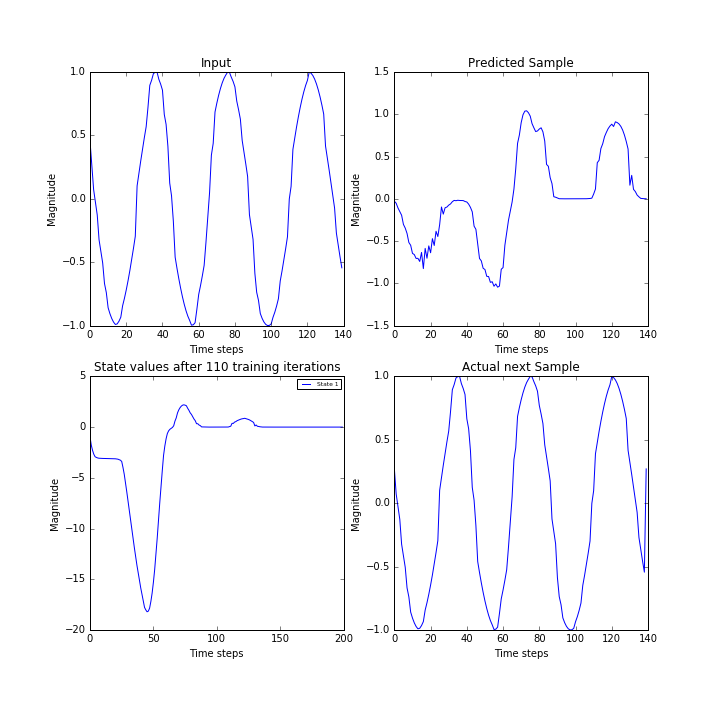 Input
Magnitude
1.0
0.5
0.0
−0.5
−1.0
0 20 40 60 80 100 120 140
Time steps
Predicted Sample
Magnitude
1.5
1.0
0.5
0.0
−0.5
−1.0
−1.5
0 20 40 60 80 100 120 140
Time steps
State values after 110 training iterations
Magnitude
5
0
−5
−10
−15
−20
State 1
0 50 100 150 200
Time steps
Actual next Sample
Magnitude
1.0
0.5
0.0
−0.5
−1.0
0 20 40 60 80 100 120 140
Time steps